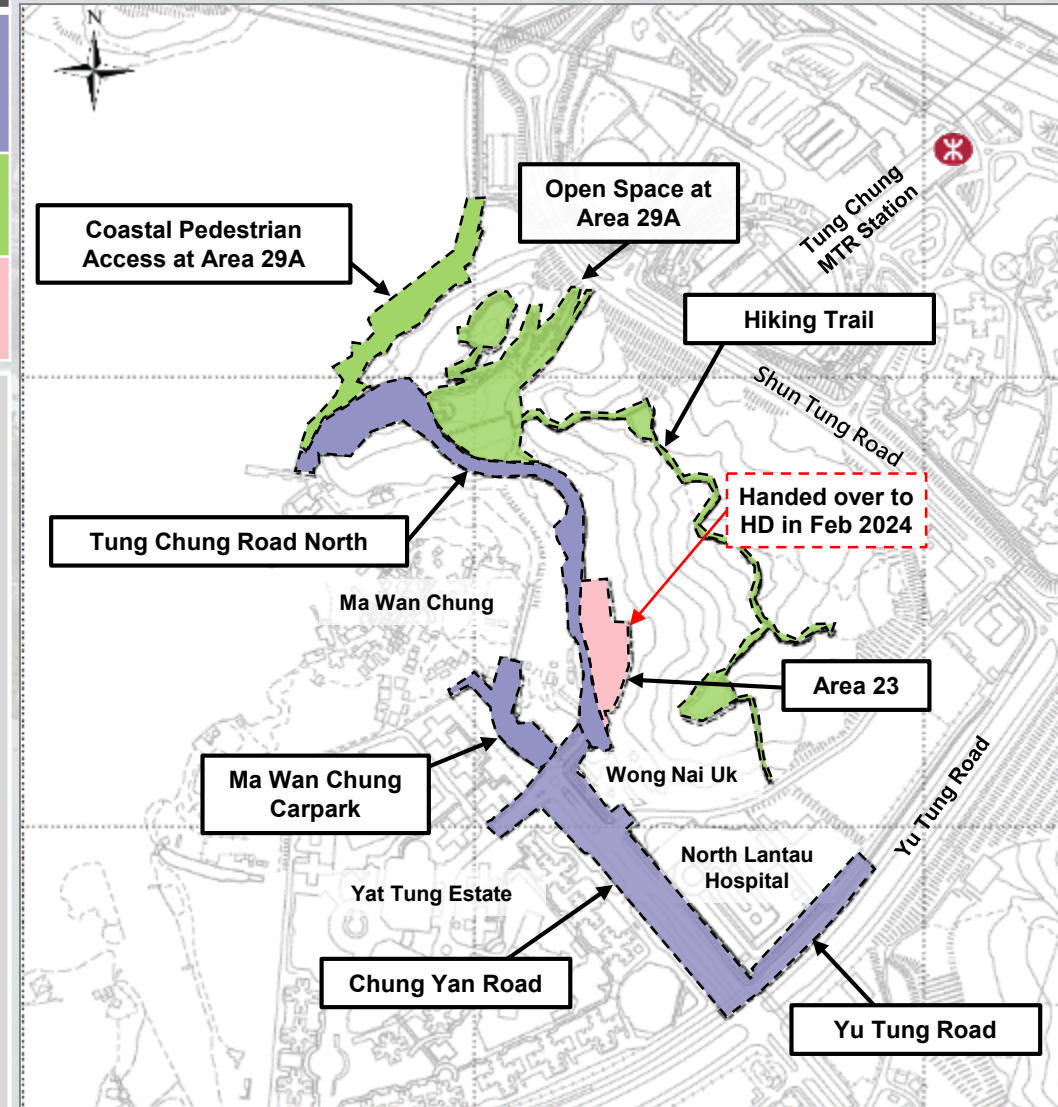 N
Open Space at
Area 29A
Coastal Pedestrian
Access at Area 29A
Tung Chung
MTR Station
Hiking Trail
Shun Tung Road
Handed over to
HD in Feb 2024
Tung Chung Road North
Ma Wan Chung
Area 23
Ma Wan Chung
Carpark
Wong Nai Uk
Yu Tung Road
North Lantau
Hospital
Yat Tung Estate
Chung Yan Road
Yu Tung Road